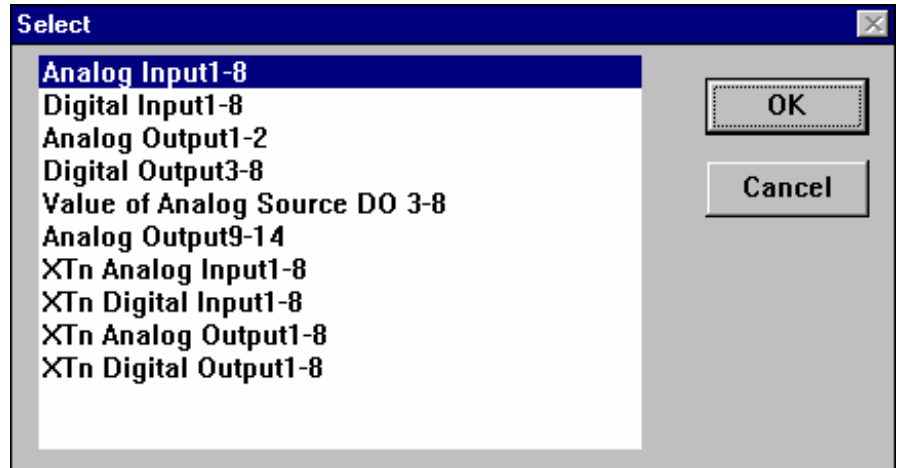 Select
Analog Input1-8
Digital Input1-8
Analog Output1-2
Digital Output3-8
Value of Analog Source DO 3-8
Analog Output9-14
XTn Analog Input1-8
XTn Digital Input1-8
XTn Analog Output1-8
XTn Digital Output1-8
OK
Cancel